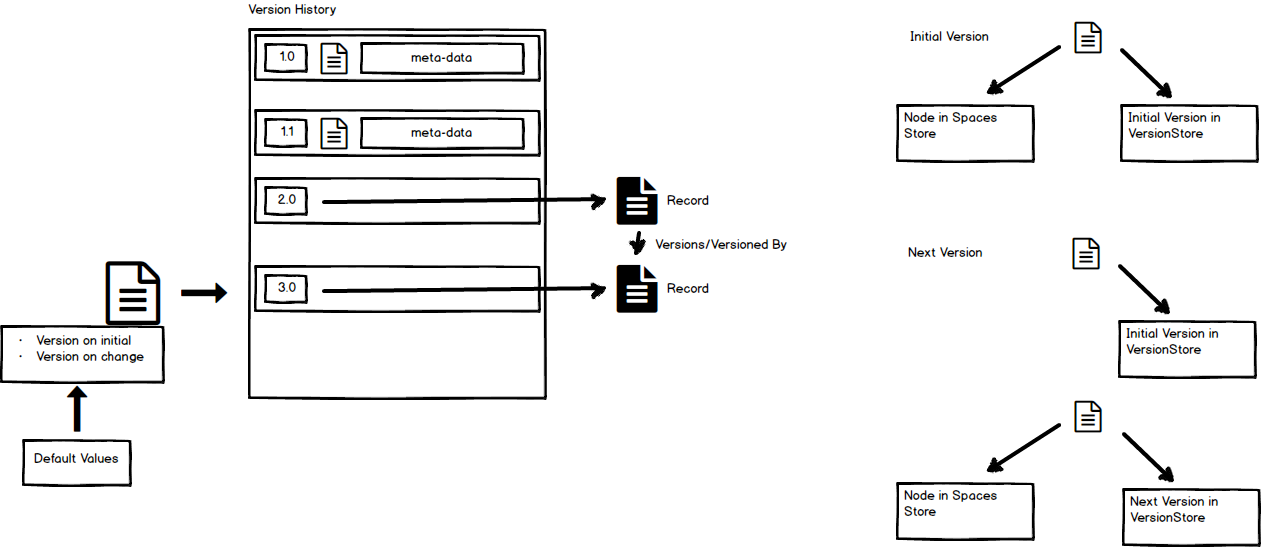 Version History
1.0
meta-data
1.1
meta-data
2.0
Record
Versions/Versioned By
3.0
Record
· Version on initial
· Version on change
Default Values
Initial Version
Node in Spaces
Store
Initial Version in
VersionStore
Next Version
Initial Version in
VersionStore
Node in Spaces
Store
Next Version in
VersionStore